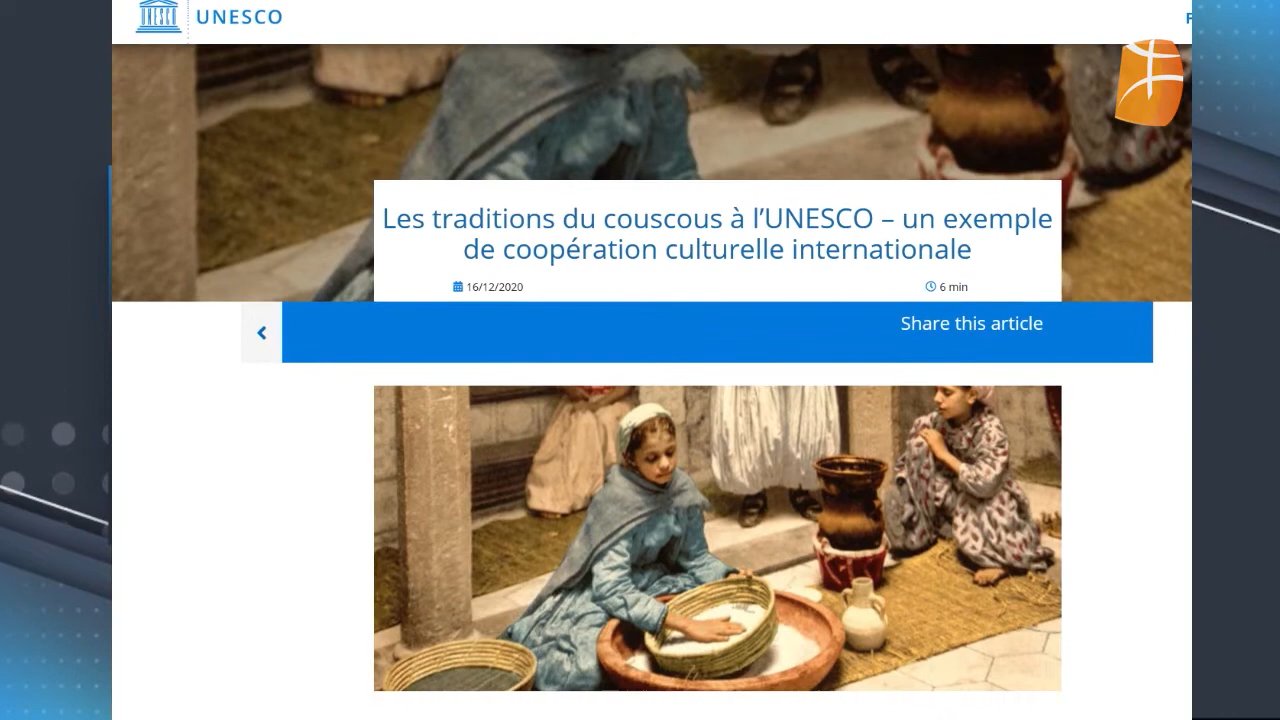 UNESCO
UNESCO
Les traditions du couscous à l'UNESCO – un exemple
de coopération culturelle internationale
16/12/2020
6 min
Share this article